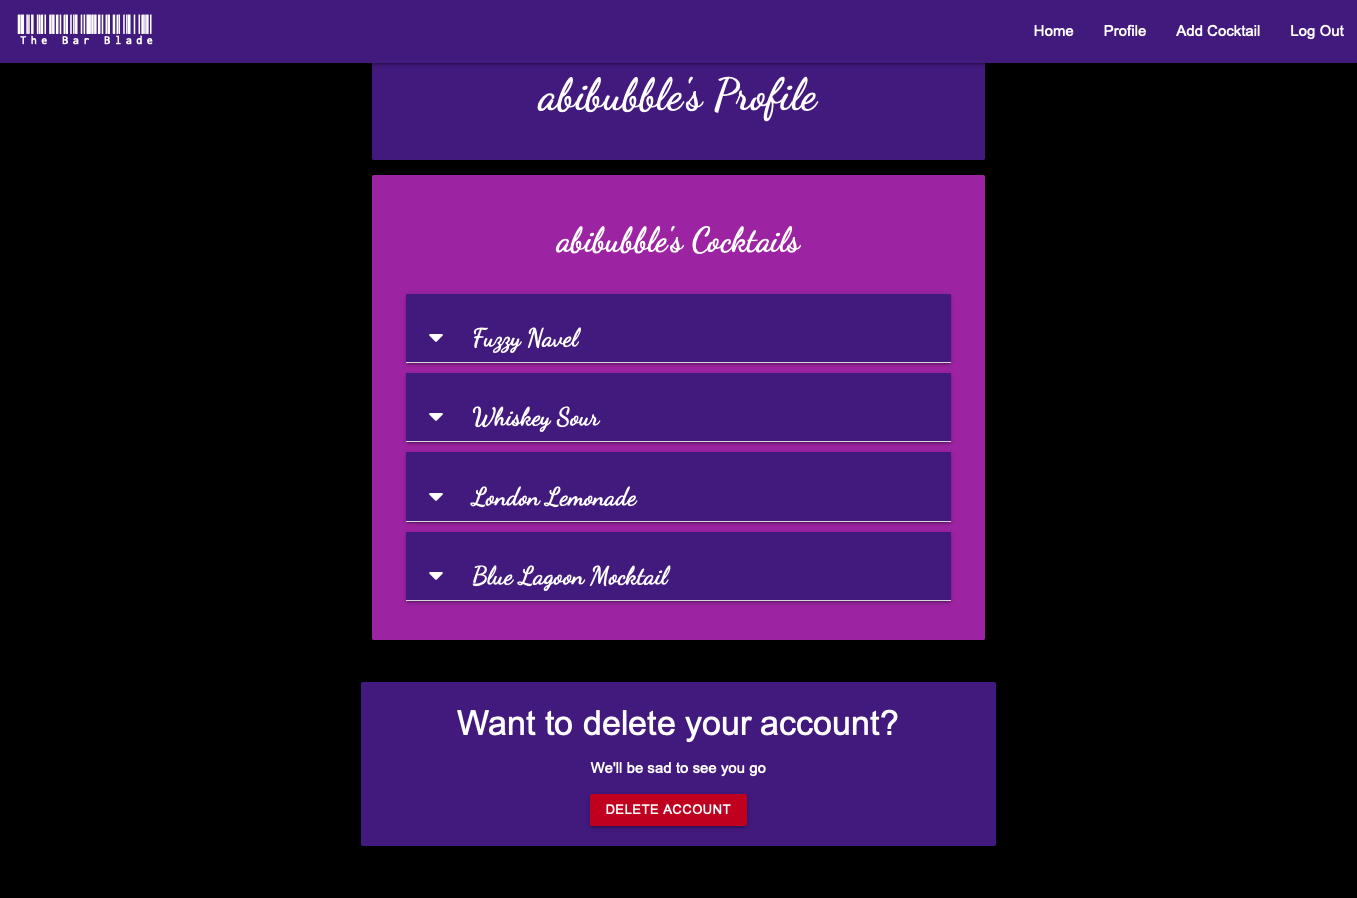 The Bar Blade
Home
Profile
Add Cocktail
Log Out
abibubble's Profile
abibubble's Cocktails
Fuzzy Navel
Whiskey Sour
London Lemonade
Blue Lagoon Mocktail
Want to delete your account?
We'll be sad to see you go
DELETE ACCOUNT